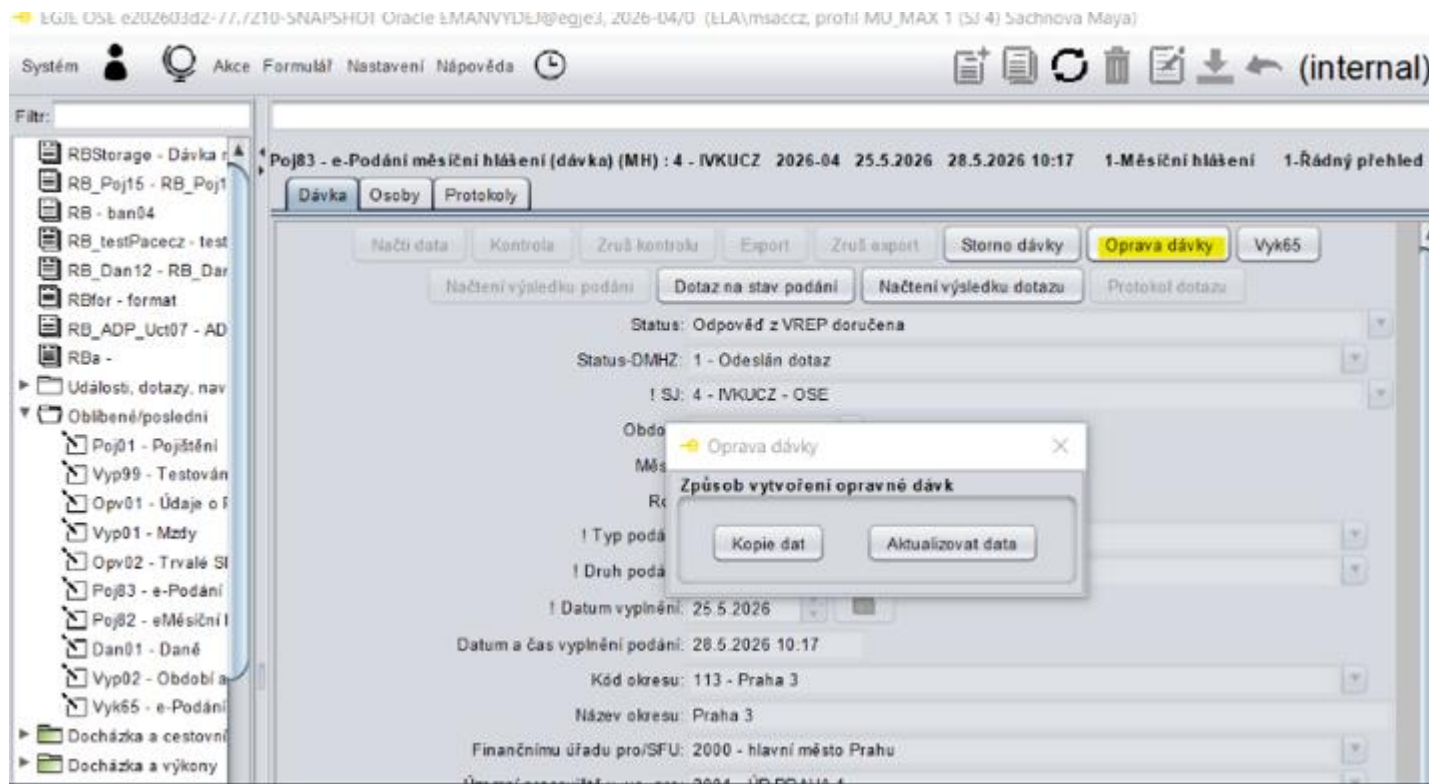 EGJE OSE e202603d2-77.7210-SNAPSHOT Oracle EMANVYDEJ@egje3, 2026-04/0 (ELA\msaccz, profil MU_MAX 1 (SJ 4) Sachnova Maya)
Systém Akce Formulář Nastavení Nápověda (internal)
Filtr:
RBStorage - Dávka
RB_Poj15 - RB_Poj1
RB - ban04
RB_testPacecz - test
RB_Dan12 - RB_Dan
RBfor - format
RB_ADP_Uct07 - AD
RBa -
Události, dotazy, nav
Oblíbené/poslední
Poj01 - Pojištění
Vyp99 - Testován
Opv01 - Údaje o
Vyp01 - Mzdy
Opv02 - Trvalé Sl
Poj83 - e-Podání
Poj82 - eMěsíční
Dan01 - Daně
Vyp02 - Období a
Vyk65 - e-Podání
Docházka a cestovní
Docházka a výkony
Poj83 - e-Podání měsíční hlášení (dávka) (MH) : 4 - IVKUCZ 2026-04 25.5.2026 28.5.2026 10:17 1-Měsíční hlášení 1-Řádný přehled
Dávka Osoby Protokoly
Načti data Kontrola Zruš kontrolu Export Zruš export Storno dávky Oprava dávky Vyk65
Načtení výsledku podání Dotaz na stav podání Načtení výsledku dotazu Protokol dotazu
Status: Odpověď z VREP doručena
Status-DMHZ: 1 - Odeslán dotaz
! SJ: 4 - IVKUCZ - OSE
Obdo
Měs
Ro
! Typ podá
! Druh podá
Oprava dávky
Způsob vytvoření opravné dávk
Kopie dat Aktualizovat data
! Datum vyplnění: 25.5.2026
Datum a čas vyplnění podání: 28.5.2026 10:17
Kód okresu: 113 - Praha 3
Název okresu: Praha 3
Finančnímu úřadu pro/SFU: 2000 - hlavní město Prahu